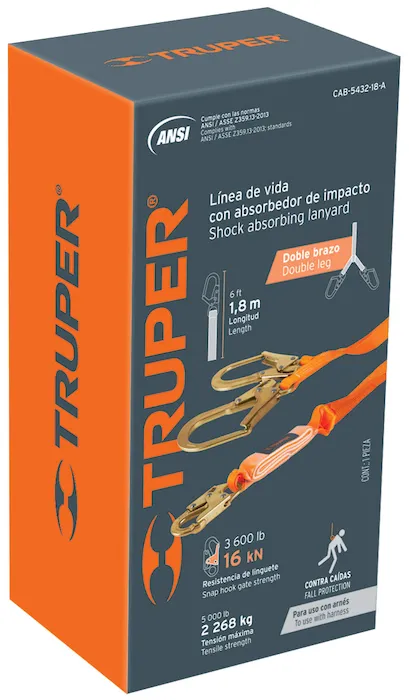 TRUPER®
CAB-5432-18-A
ANSI
Cumple con las normas
ANSI / ASSE Z359.13-2013
Complies with
ANSI / ASSE Z359.13-2013; standards
Línea de vida
con absorbedor de impacto
Shock absorbing lanyard
Doble brazo
Double leg
6 ft
1,8 m
Longitud
Length
TRUPER®
TRUPER®
CONT.: 1 PIEZA
3 600 lb
16 kN
Resistencia de linguete
Snap hook gate strength
5 000 lb
2 268 kg
Tensión máxima
Tensile strength
CONTRA CAÍDAS
FALL PROTECTION
Para uso con arnés
To use with harness